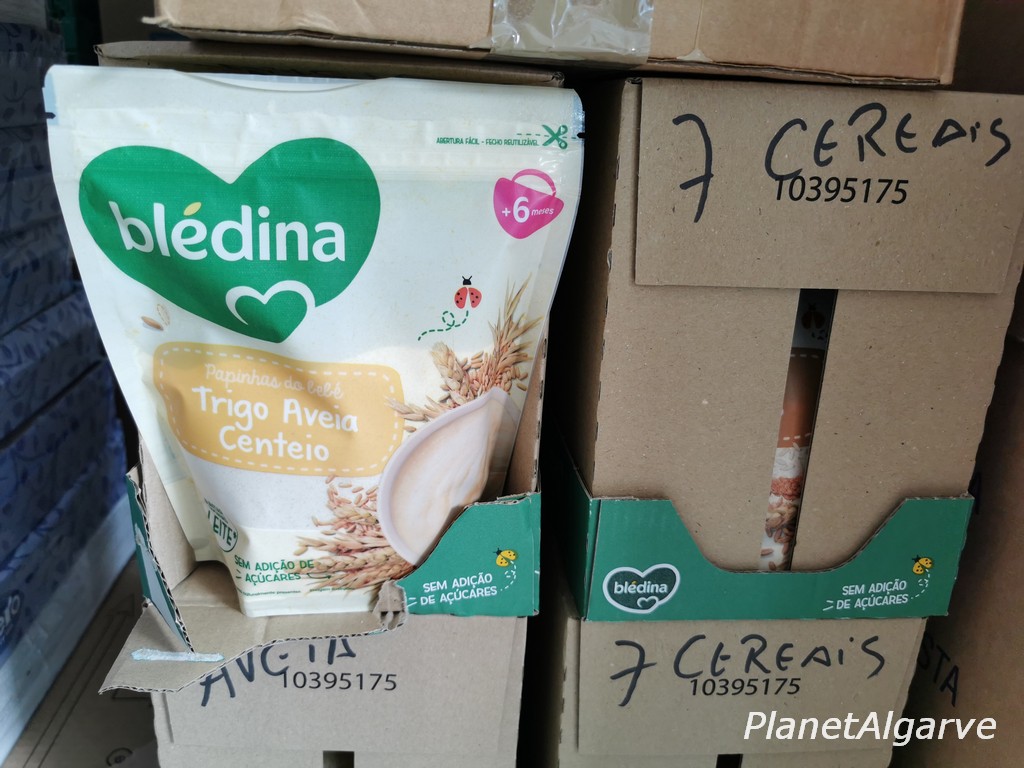 ABERTURA FÁCIL - FECHO REUTILIZÁVEL
blédina
+6 meses
Papinhas do bebé
Trigo Aveia
Centeio
SEM ADIÇÃO DE
AÇÚCARES
SEM ADIÇÃO
DE AÇÚCARES
AVEIA
10395175
7 CEREAIS
10395175
blédina
SEM ADIÇÃO
DE AÇÚCARES
7 CEREAIS
10395175
PlanetAlgarve